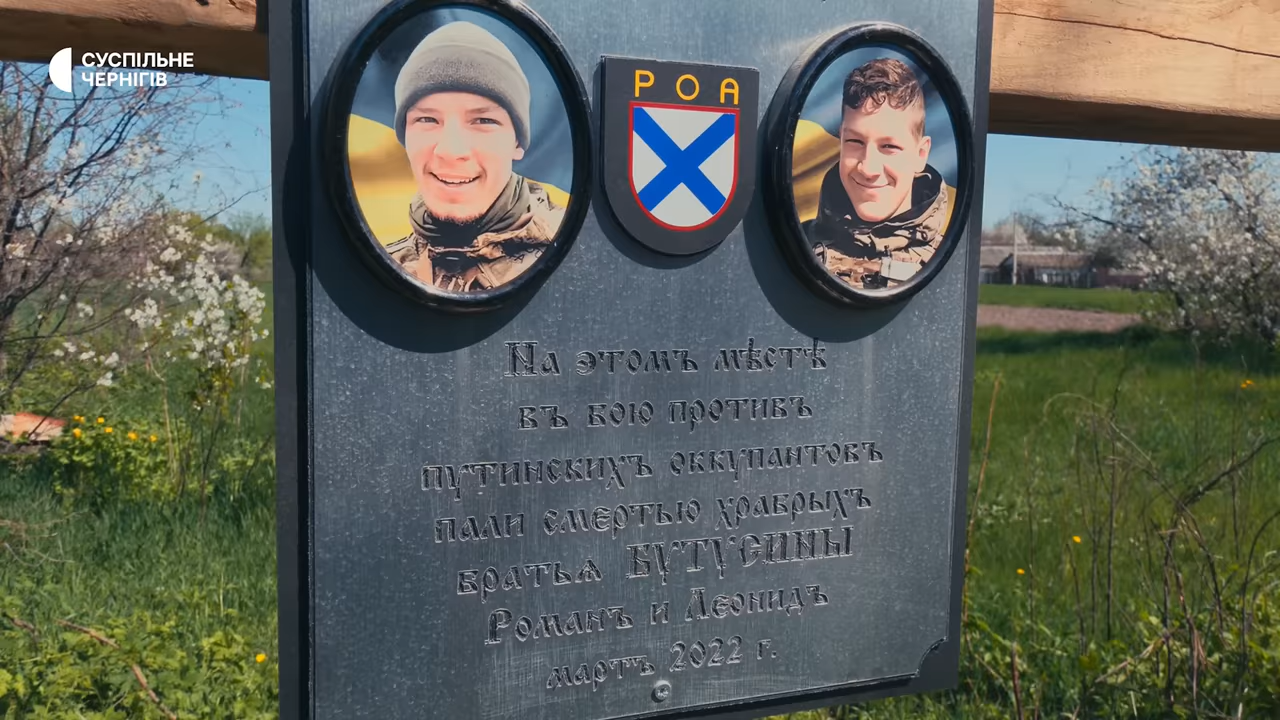 СУСПІЛЬНЕ
ЧЕРНІГІВ
РОА
На этомъ мѣстѣ
въ бою противъ
путинскихъ оккупантовъ
пали смертью храбрыхъ
братья БУТУСИНЫ
Романъ и Леонидъ
мартъ 2022 г.